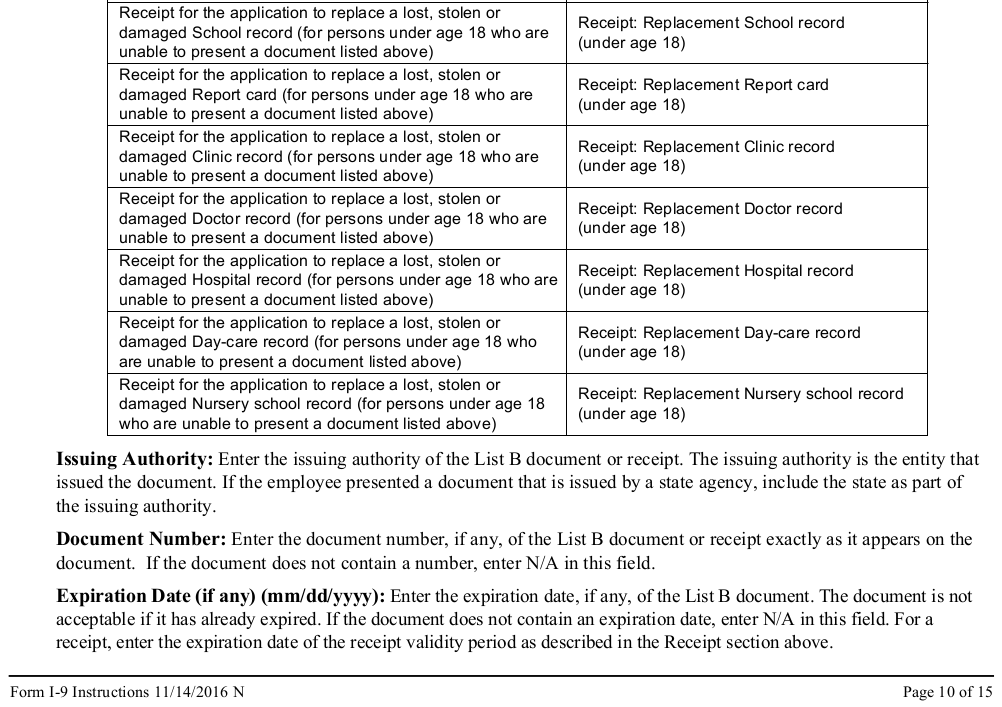 Receipt for the application to replace a lost, stolen or
damaged School record (for persons under age 18 who are
unable to present a document listed above)
Receipt: Replacement School record
(under age 18)
Receipt for the application to replace a lost, stolen or
damaged Report card (for persons under age 18 who are
unable to present a document listed above)
Receipt: Replacement Report card
(under age 18)
Receipt for the application to replace a lost, stolen or
damaged Clinic record (for persons under age 18 who are
unable to present a document listed above)
Receipt: Replacement Clinic record
(under age 18)
Receipt for the application to replace a lost, stolen or
damaged Doctor record (for persons under age 18 who are
unable to present a document listed above)
Receipt: Replacement Doctor record
(under age 18)
Receipt for the application to replace a lost, stolen or
damaged Hospital record (for persons under age 18 who are
unable to present a document listed above)
Receipt: Replacement Hospital record
(under age 18)
Receipt for the application to replace a lost, stolen or
damaged Day-care record (for persons under age 18 who
are unable to present a document listed above)
Receipt: Replacement Day-care record
(under age 18)
Receipt for the application to replace a lost, stolen or
damaged Nursery school record (for persons under age 18
who are unable to present a document listed above)
Receipt: Replacement Nursery school record
(under age 18)
Issuing Authority: Enter the issuing authority of the List B document or receipt. The issuing authority is the entity that
issued the document. If the employee presented a document that is issued by a state agency, include the state as part of
the issuing authority.
Document Number: Enter the document number, if any, of the List B document or receipt exactly as it appears on the
document.  If the document does not contain a number, enter N/A in this field.
Expiration Date (if any) (mm/dd/yyyy): Enter the expiration date, if any, of the List B document. The document is not
acceptable if it has already expired. If the document does not contain an expiration date, enter N/A in this field. For a
receipt, enter the expiration date of the receipt validity period as described in the Receipt section above.
Form I-9 Instructions 11/14/2016 N
Page 10 of 15